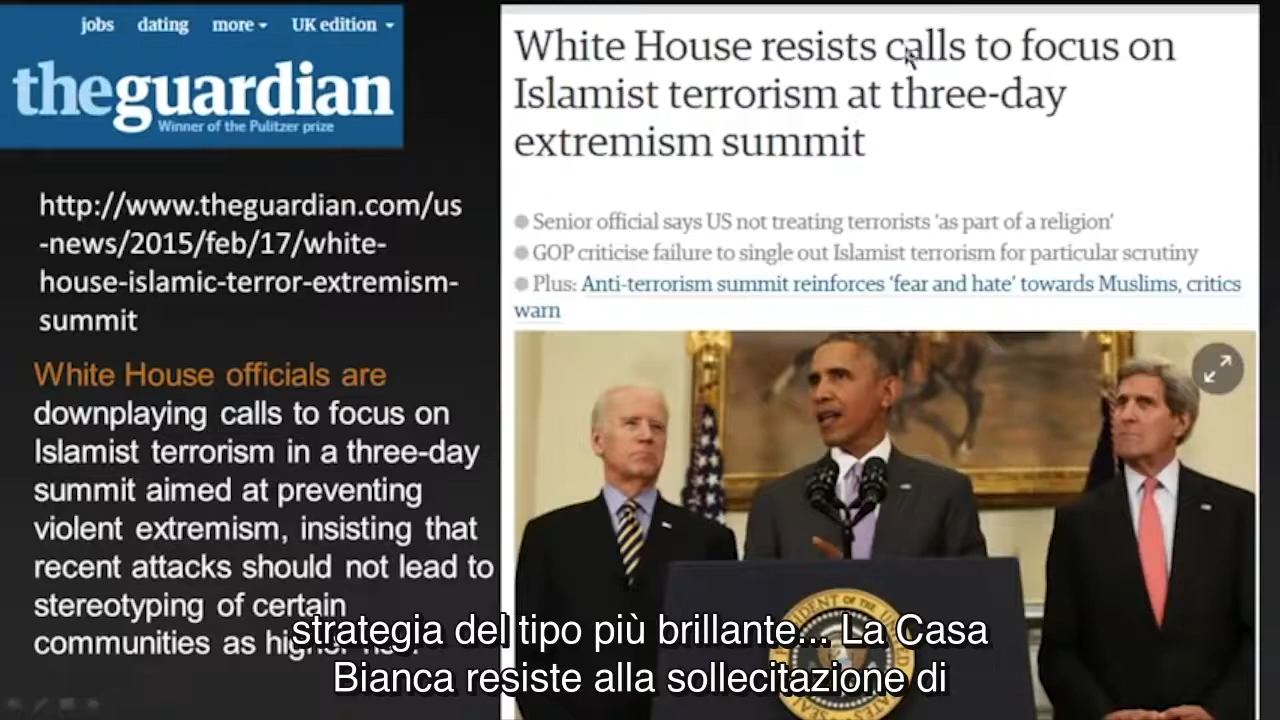 jobs dating more UK edition
theguardian
Winner of the Pulitzer prize
http://www.theguardian.com/us
-news/2015/feb/17/white-
house-islamic-terror-extremism-
summit
White House officials are
downplaying calls to focus on
Islamist terrorism in a three-day
summit aimed at preventing
violent extremism, insisting that
recent attacks should not lead to
stereotyping of certain
communities as
White House resists calls to focus on
Islamist terrorism at three-day
extremism summit
Senior official says US not treating terrorists ‘as part of a religion’
GOP criticise failure to single out Islamist terrorism for particular scrutiny
Plus: Anti-terrorism summit reinforces ‘fear and hate’ towards Muslims, critics
warn
strategia del tipo più brillante... La Casa
Bianca resiste alla sollecitazione di